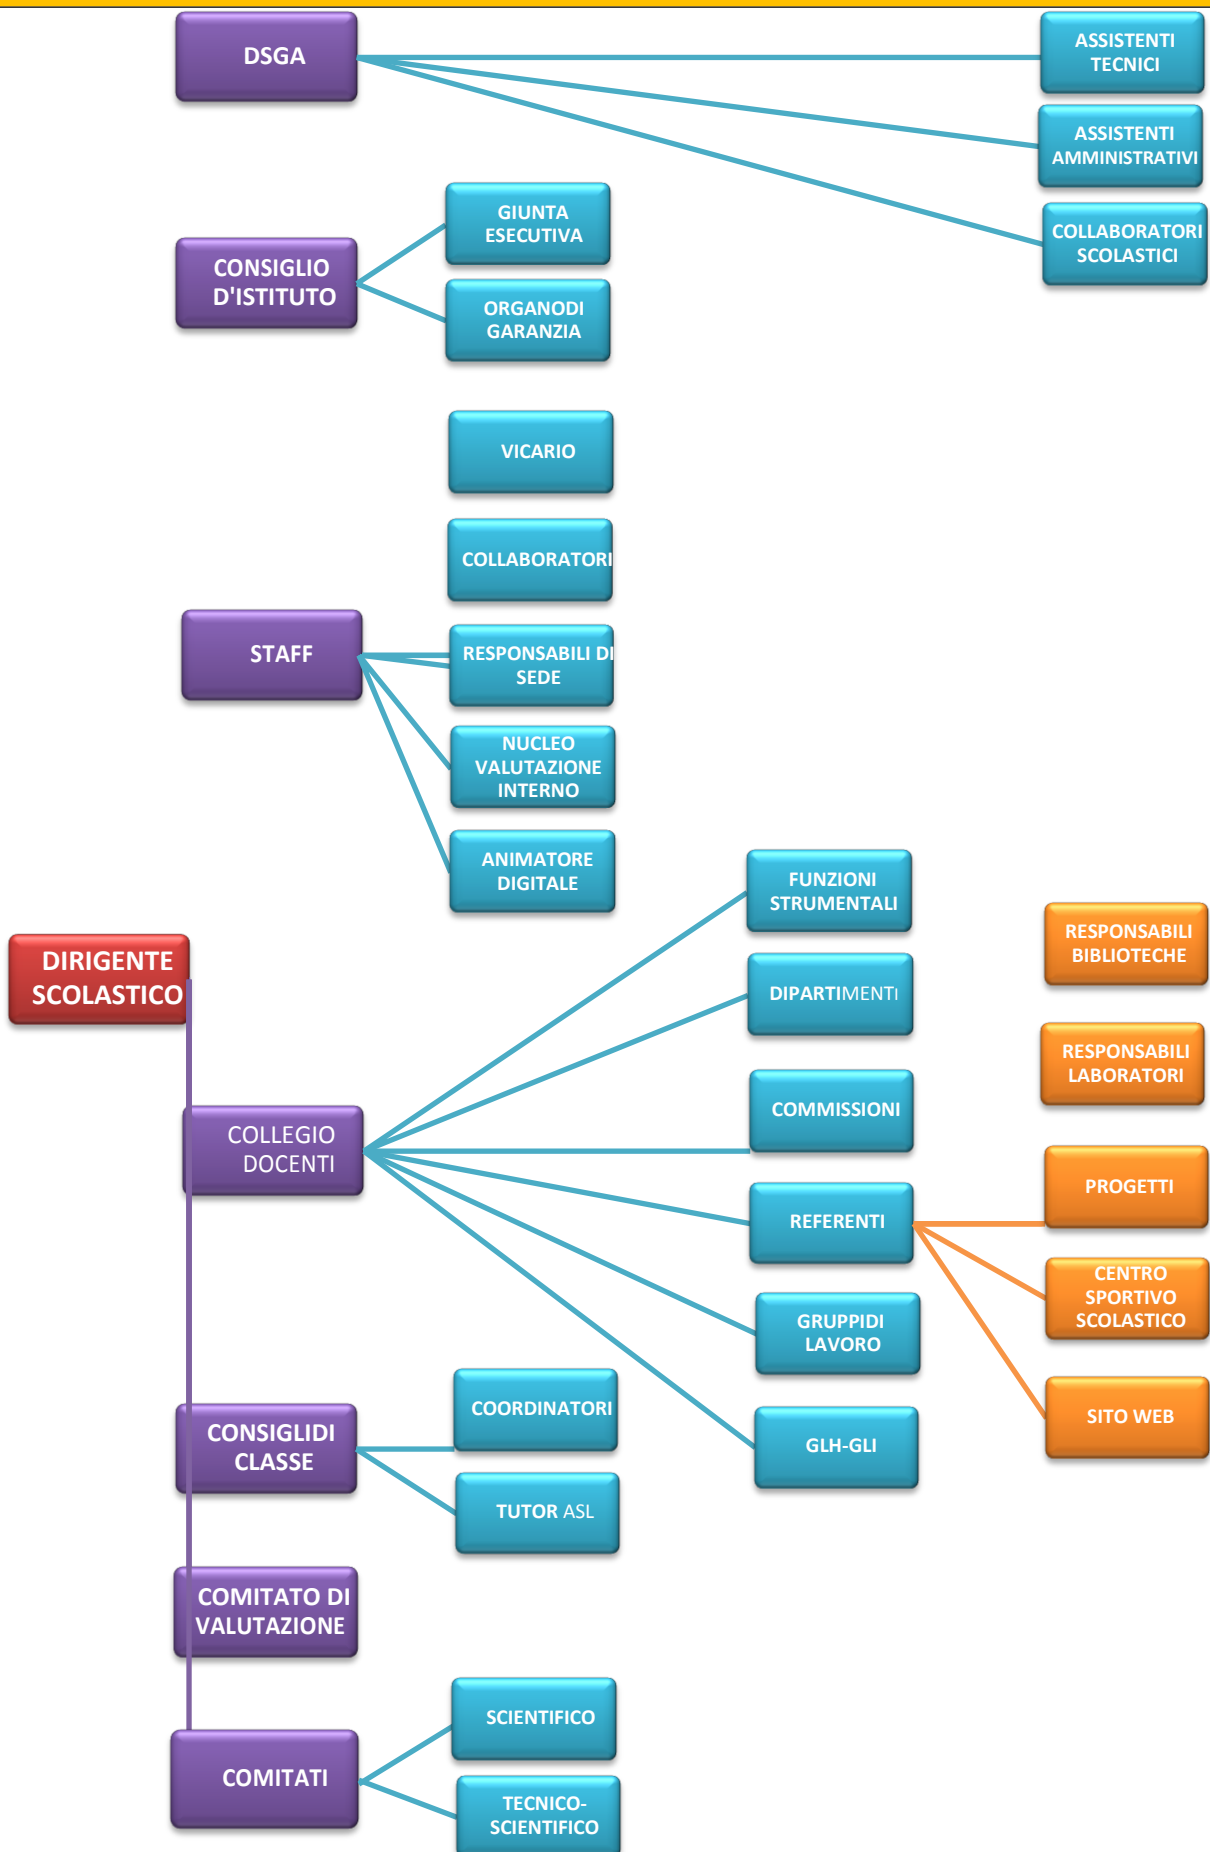 DSGA
ASSISTENTI
TECNICI
ASSISTENTI
AMMINISTRATIVI
COLLABORATORI
SCOLASTICI
CONSIGLIO
D'ISTITUTO
GIUNTA
ESECUTIVA
ORGANODI
GARANZIA
STAFF
VICARIO
COLLABORATORI
RESPONSABILI DI
SEDE
NUCLEO
VALUTAZIONE
INTERNO
ANIMATORE
DIGITALE
DIRIGENTE
SCOLASTICO
COLLEGIO
DOCENTI
FUNZIONI
STRUMENTALI
DIPARTIMENTI
COMMISSIONI
REFERENTI
GRUPPIDI
LAVORO
GLH-GLI
RESPONSABILI
BIBLIOTECHE
RESPONSABILI
LABORATORI
PROGETTI
CENTRO
SPORTIVO
SCOLASTICO
SITO WEB
CONSIGLIDI
CLASSE
COORDINATORI
TUTOR ASL
COMITATO DI
VALUTAZIONE
COMITATI
SCIENTIFICO
TECNICO-
SCIENTIFICO